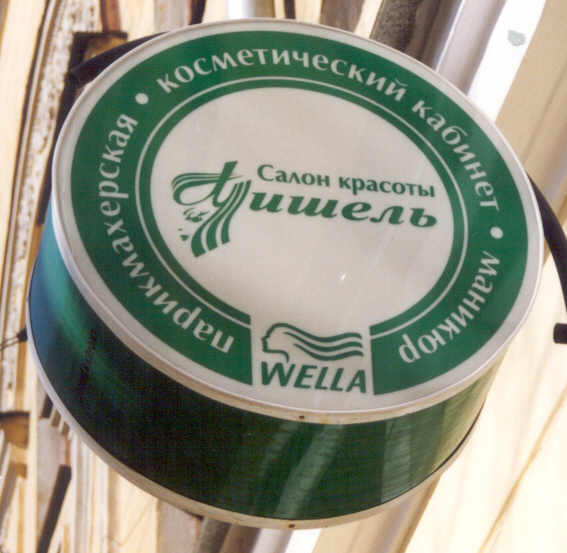 парикмахерская • косметический кабинет • маникюр
Салон красоты
Мишель
WELLA